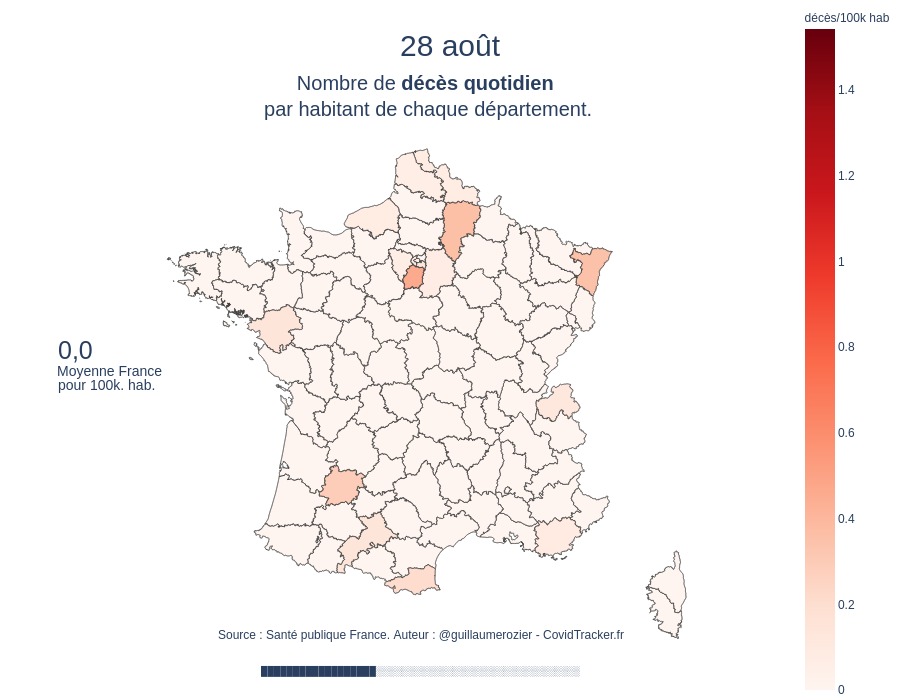 décès/100k hab
28 août
Nombre de décès quotidien
par habitant de chaque département.
1.4
1.2
1
0.8
0.6
0.4
0.2
0
0,0
Moyenne France
pour 100k. hab.
Source : Santé publique France. Auteur : @guillaumerozier - CovidTracker.fr